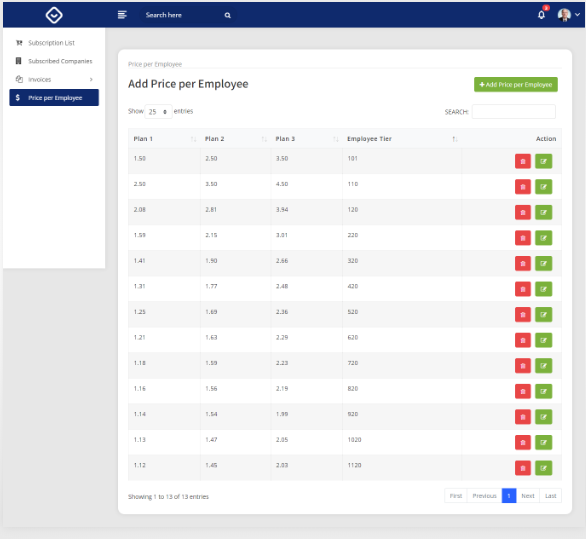 Search here
Subscription List
Subscribed Companies
Invoices
$ Price per Employee
Price per Employee
Add Price per Employee
+ Add Price per Employee
Show 25 entries
SEARCH:
Plan 1 Plan 2 Plan 3 Employee Tier Action
1.50 2.50 3.50 101
2.50 3.50 4.50 110
2.08 2.81 3.94 120
1.59 2.15 3.01 220
1.41 1.90 2.66 320
1.31 1.77 2.48 420
1.25 1.69 2.36 520
1.21 1.63 2.29 620
1.18 1.59 2.23 720
1.16 1.56 2.19 820
1.14 1.54 1.99 920
1.13 1.47 2.05 1020
1.12 1.45 2.03 1120
Showing 1 to 13 of 13 entries
First Previous 1 Next Last